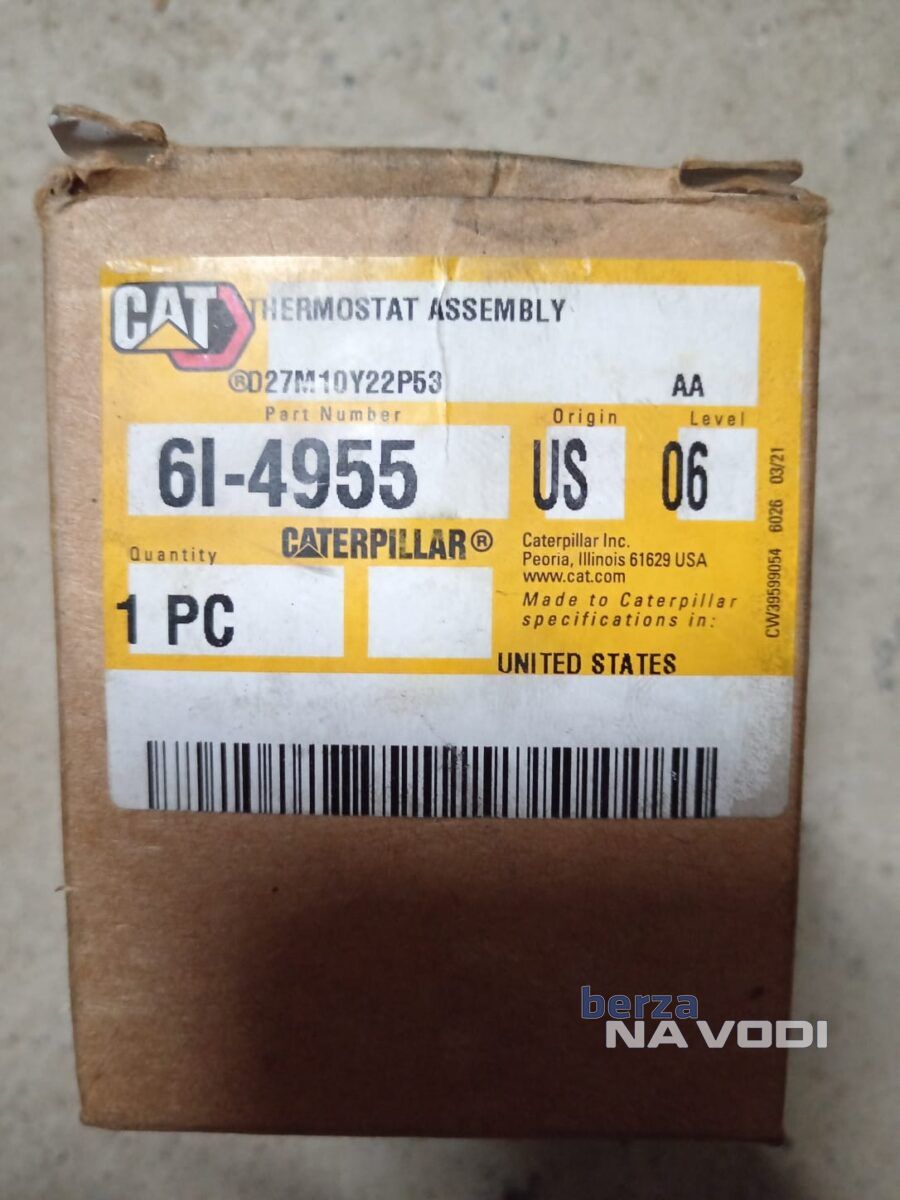 CAT
THERMOSTAT ASSEMBLY
®D27M10Y22P53 AA
Part Number Origin Level
6I-4955 US 06
CATERPILLAR®
Quantity
1 PC
Caterpillar Inc.
Peoria, Illinois 61629 USA
www.cat.com
Made to Caterpillar
specifications in:
UNITED STATES
CW39599054 6026 03/21
berza
NA VODI